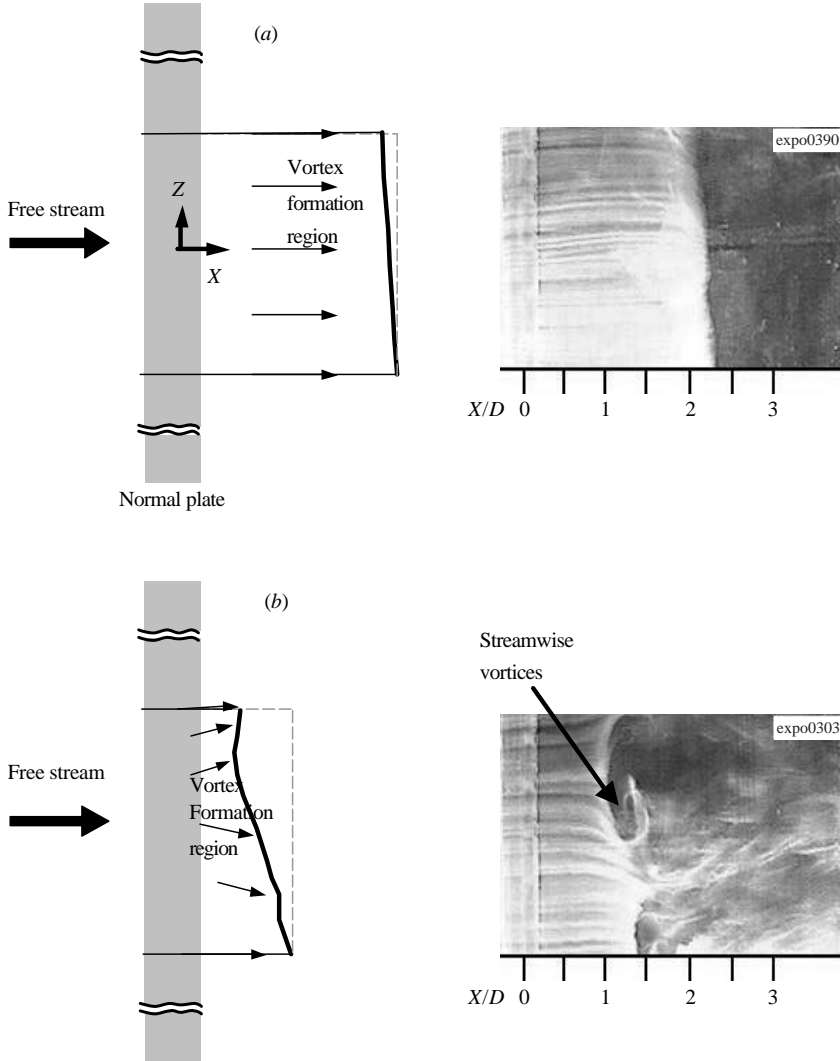 (a)
expo0390
Vortex
formation
region
Z
X
Free stream
X/D 0 1 2 3
Normal plate
(b)
Streamwise
vortices
expo0303
Free stream
Vortex
Formation
region
X/D 0 1 2 3